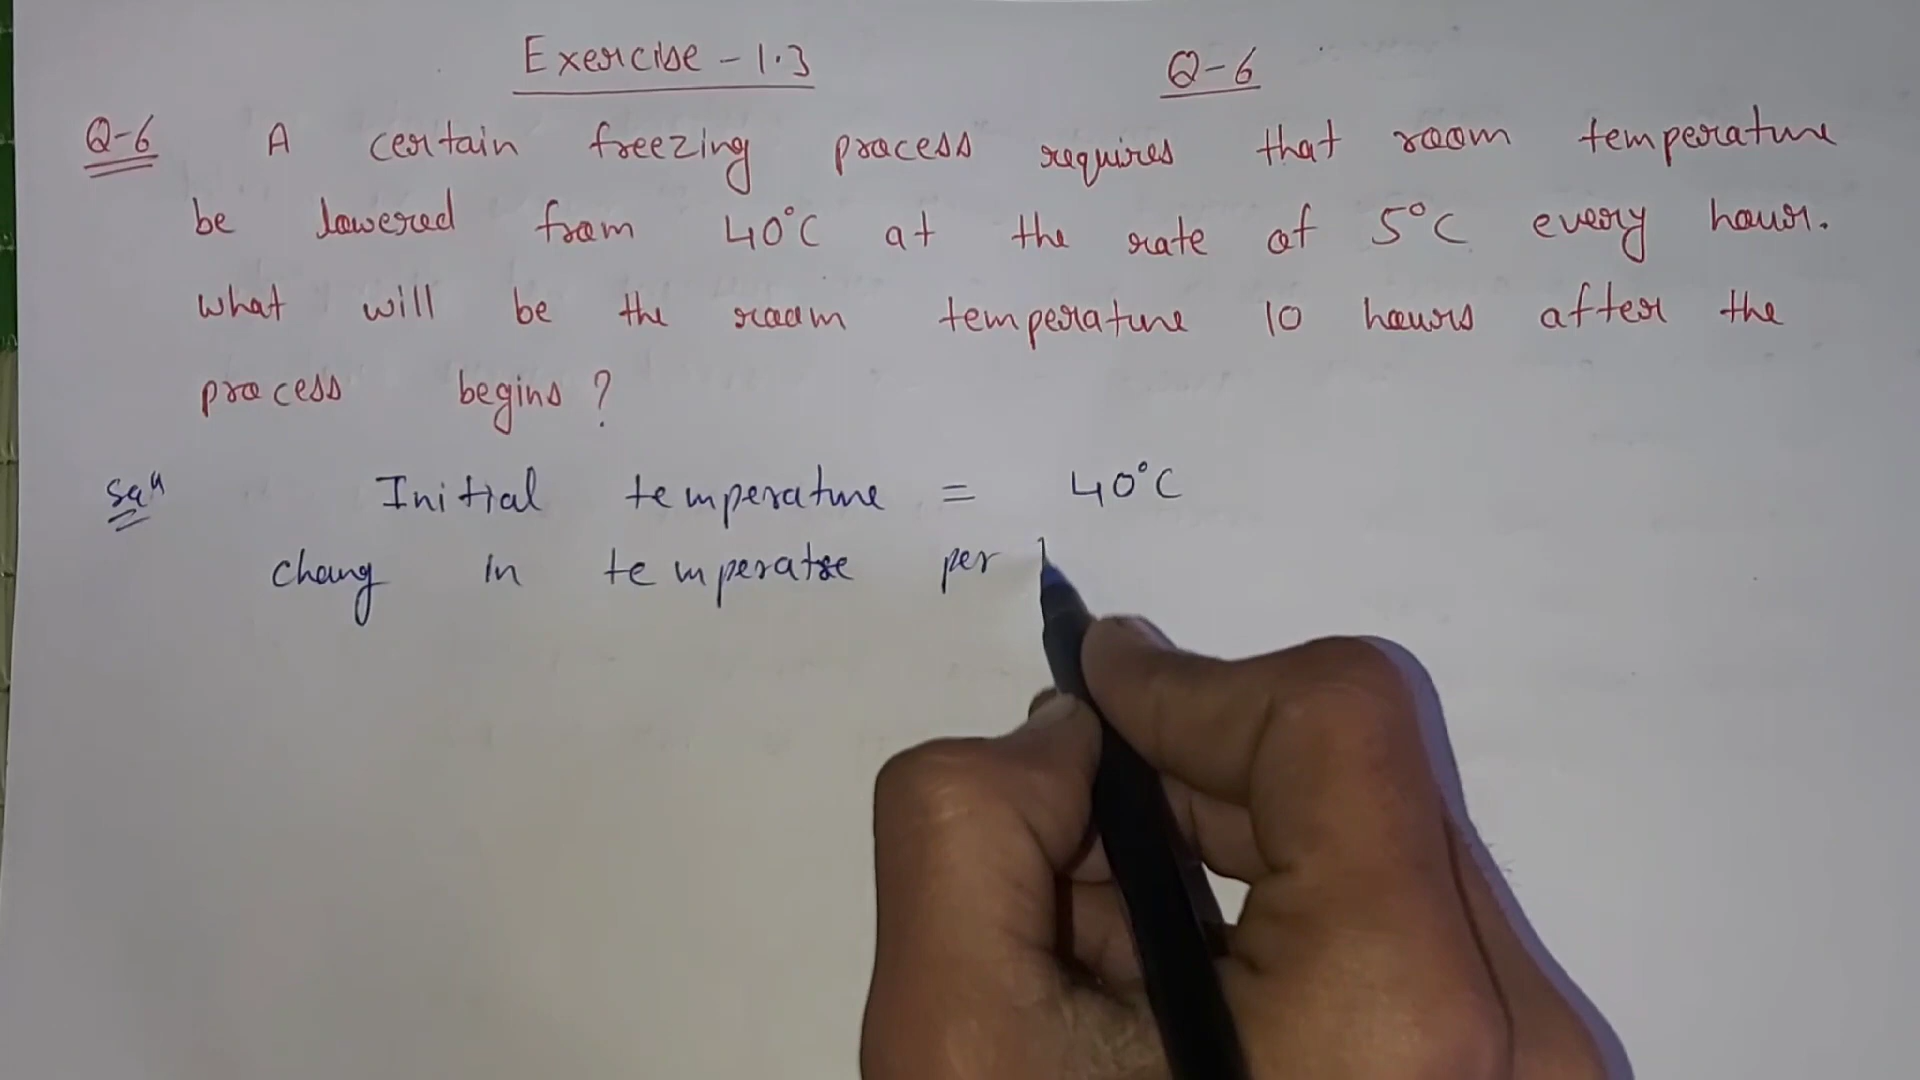 Exercise - 1.3 Q-6
Q-6 A certain freezing process requires that room temperature
be lowered from 40°C at the rate of 5°C every hour.
what will be the room temperature 10 hours after the
process begins?
Initial temperature = 40°C
chang in temperatre per